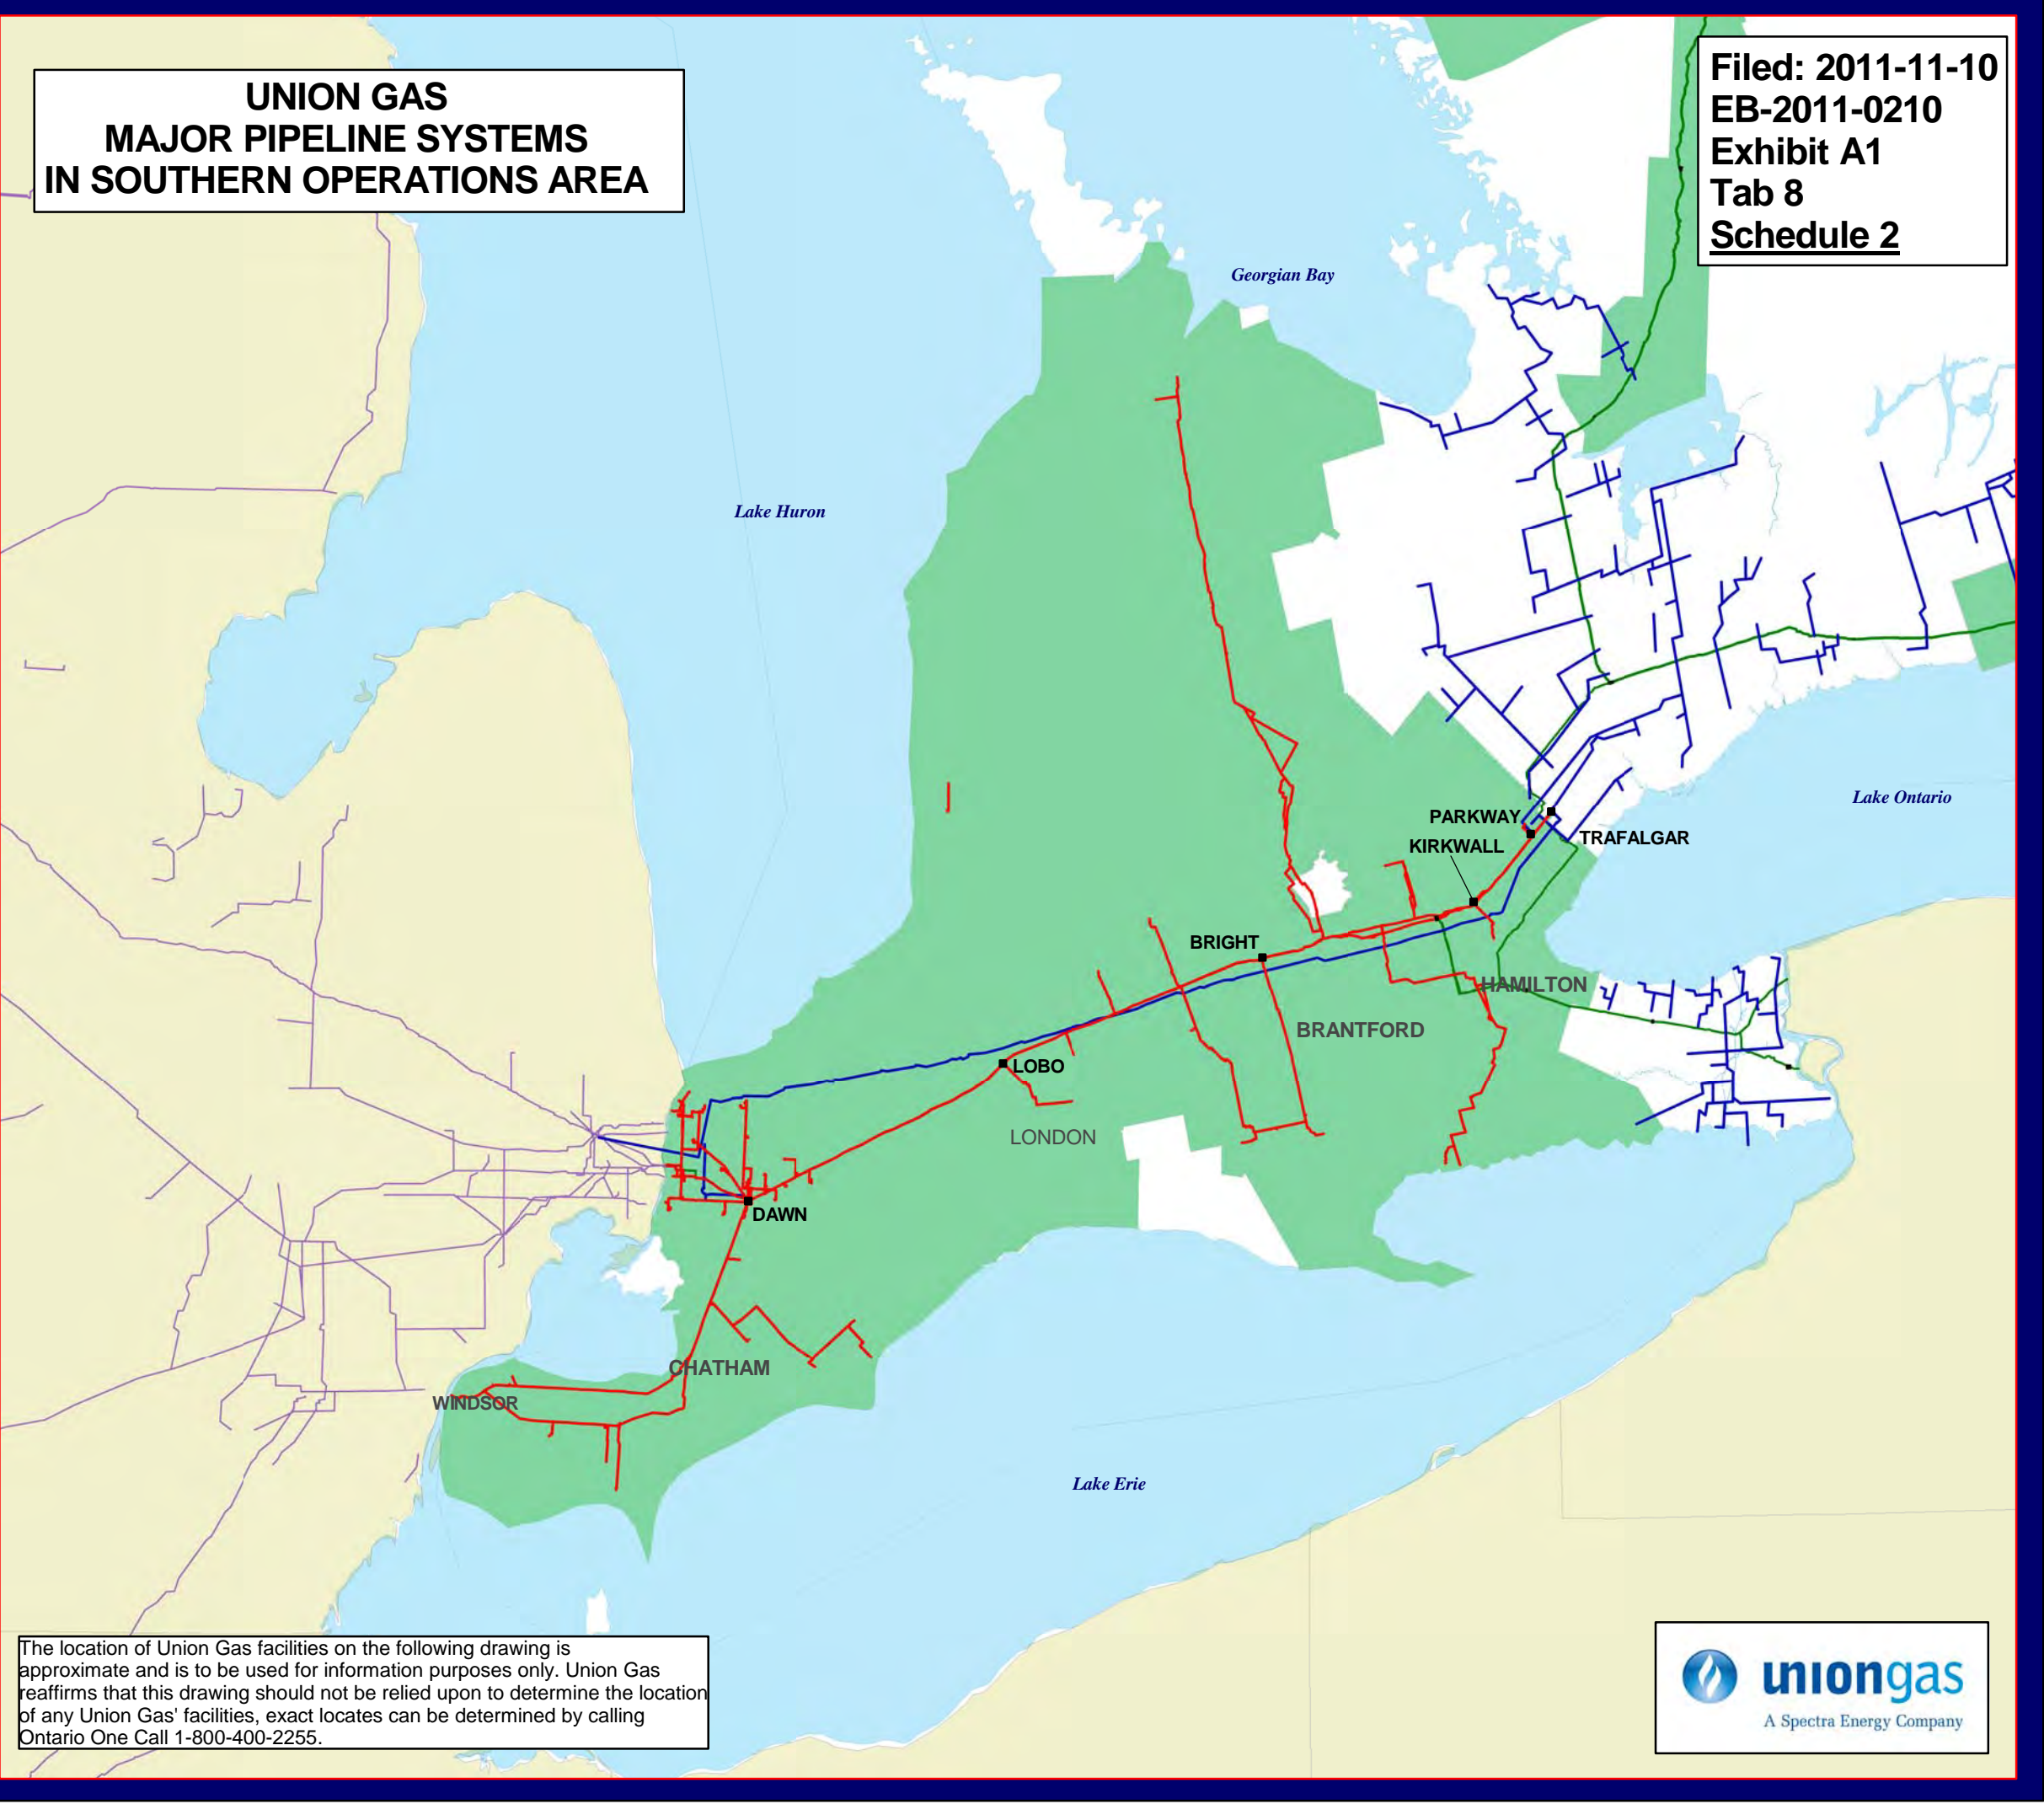 UNION GAS
MAJOR PIPELINE SYSTEMS
IN SOUTHERN OPERATIONS AREA
Filed: 2011-11-10
EB-2011-0210
Exhibit A1
Tab 8
Schedule 2
Georgian Bay
Lake Huron
Lake Ontario
PARKWAY
TRAFALGAR
KIRKWALL
BRIGHT
HAMILTON
BRANTFORD
LOBO
LONDON
DAWN
CHATHAM
WINDSOR
Lake Erie
The location of Union Gas facilities on the following drawing is
approximate and is to be used for information purposes only. Union Gas
reaffirms that this drawing should not be relied upon to determine the location
of any Union Gas' facilities, exact locates can be determined by calling
Ontario One Call 1-800-400-2255.
uniongas
A Spectra Energy Company